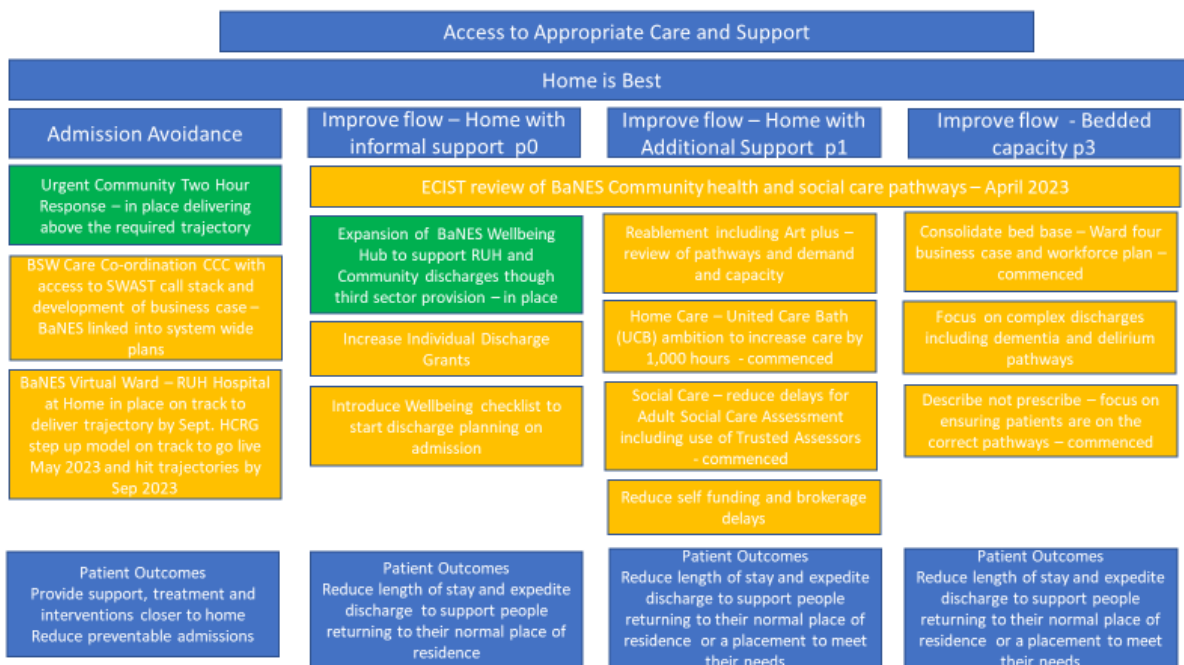 Access to Appropriate Care and Support
Home is Best
Admission Avoidance
Urgent Community Two Hour
Response – in place delivering
above the required trajectory
BSW Care Co-ordination CCC with
access to SWAST call stack and
development of business case –
BaNES linked into system wide
plans
BaNES Virtual Ward – RUH Hospital
at Home in place on track to
deliver trajectory by Sept. HCRG
step up model on track to go live
May 2023 and hit trajectories by
Sep 2023
Patient Outcomes
Provide support, treatment and
interventions closer to home
Reduce preventable admissions
Improve flow – Home with
informal support p0
ECIST review of BaNES Community health and social care pathways – April 2023
Expansion of BaNES Wellbeing
Hub to support RUH and
Community discharges though
third sector provision – in place
Increase Individual Discharge
Grants
Introduce Wellbeing checklist to
start discharge planning on
admission
Patient Outcomes
Reduce length of stay and expedite
discharge to support people
returning to their normal place of
residence
Improve flow – Home with
Additional Support p1
Reablement including Art plus –
review of pathways and demand
and capacity
Home Care – United Care Bath
(UCB) ambition to increase care by
1,000 hours - commenced
Social Care – reduce delays for
Adult Social Care Assessment
including use of Trusted Assessors
- commenced
Reduce self funding and brokerage
delays
Patient Outcomes
Reduce length of stay and expedite
discharge to support people
returning to their normal place of
residence or a placement to meet
their needs
Improve flow - Bedded
capacity p3
Consolidate bed base – Ward four
business case and workforce plan –
commenced
Focus on complex discharges
including dementia and delirium
pathways
Describe not prescribe – focus on
ensuring patients are on the
correct pathways – commenced
Patient Outcomes
Reduce length of stay and expedite
discharge to support people
returning to their normal place of
residence or a placement to meet
their needs